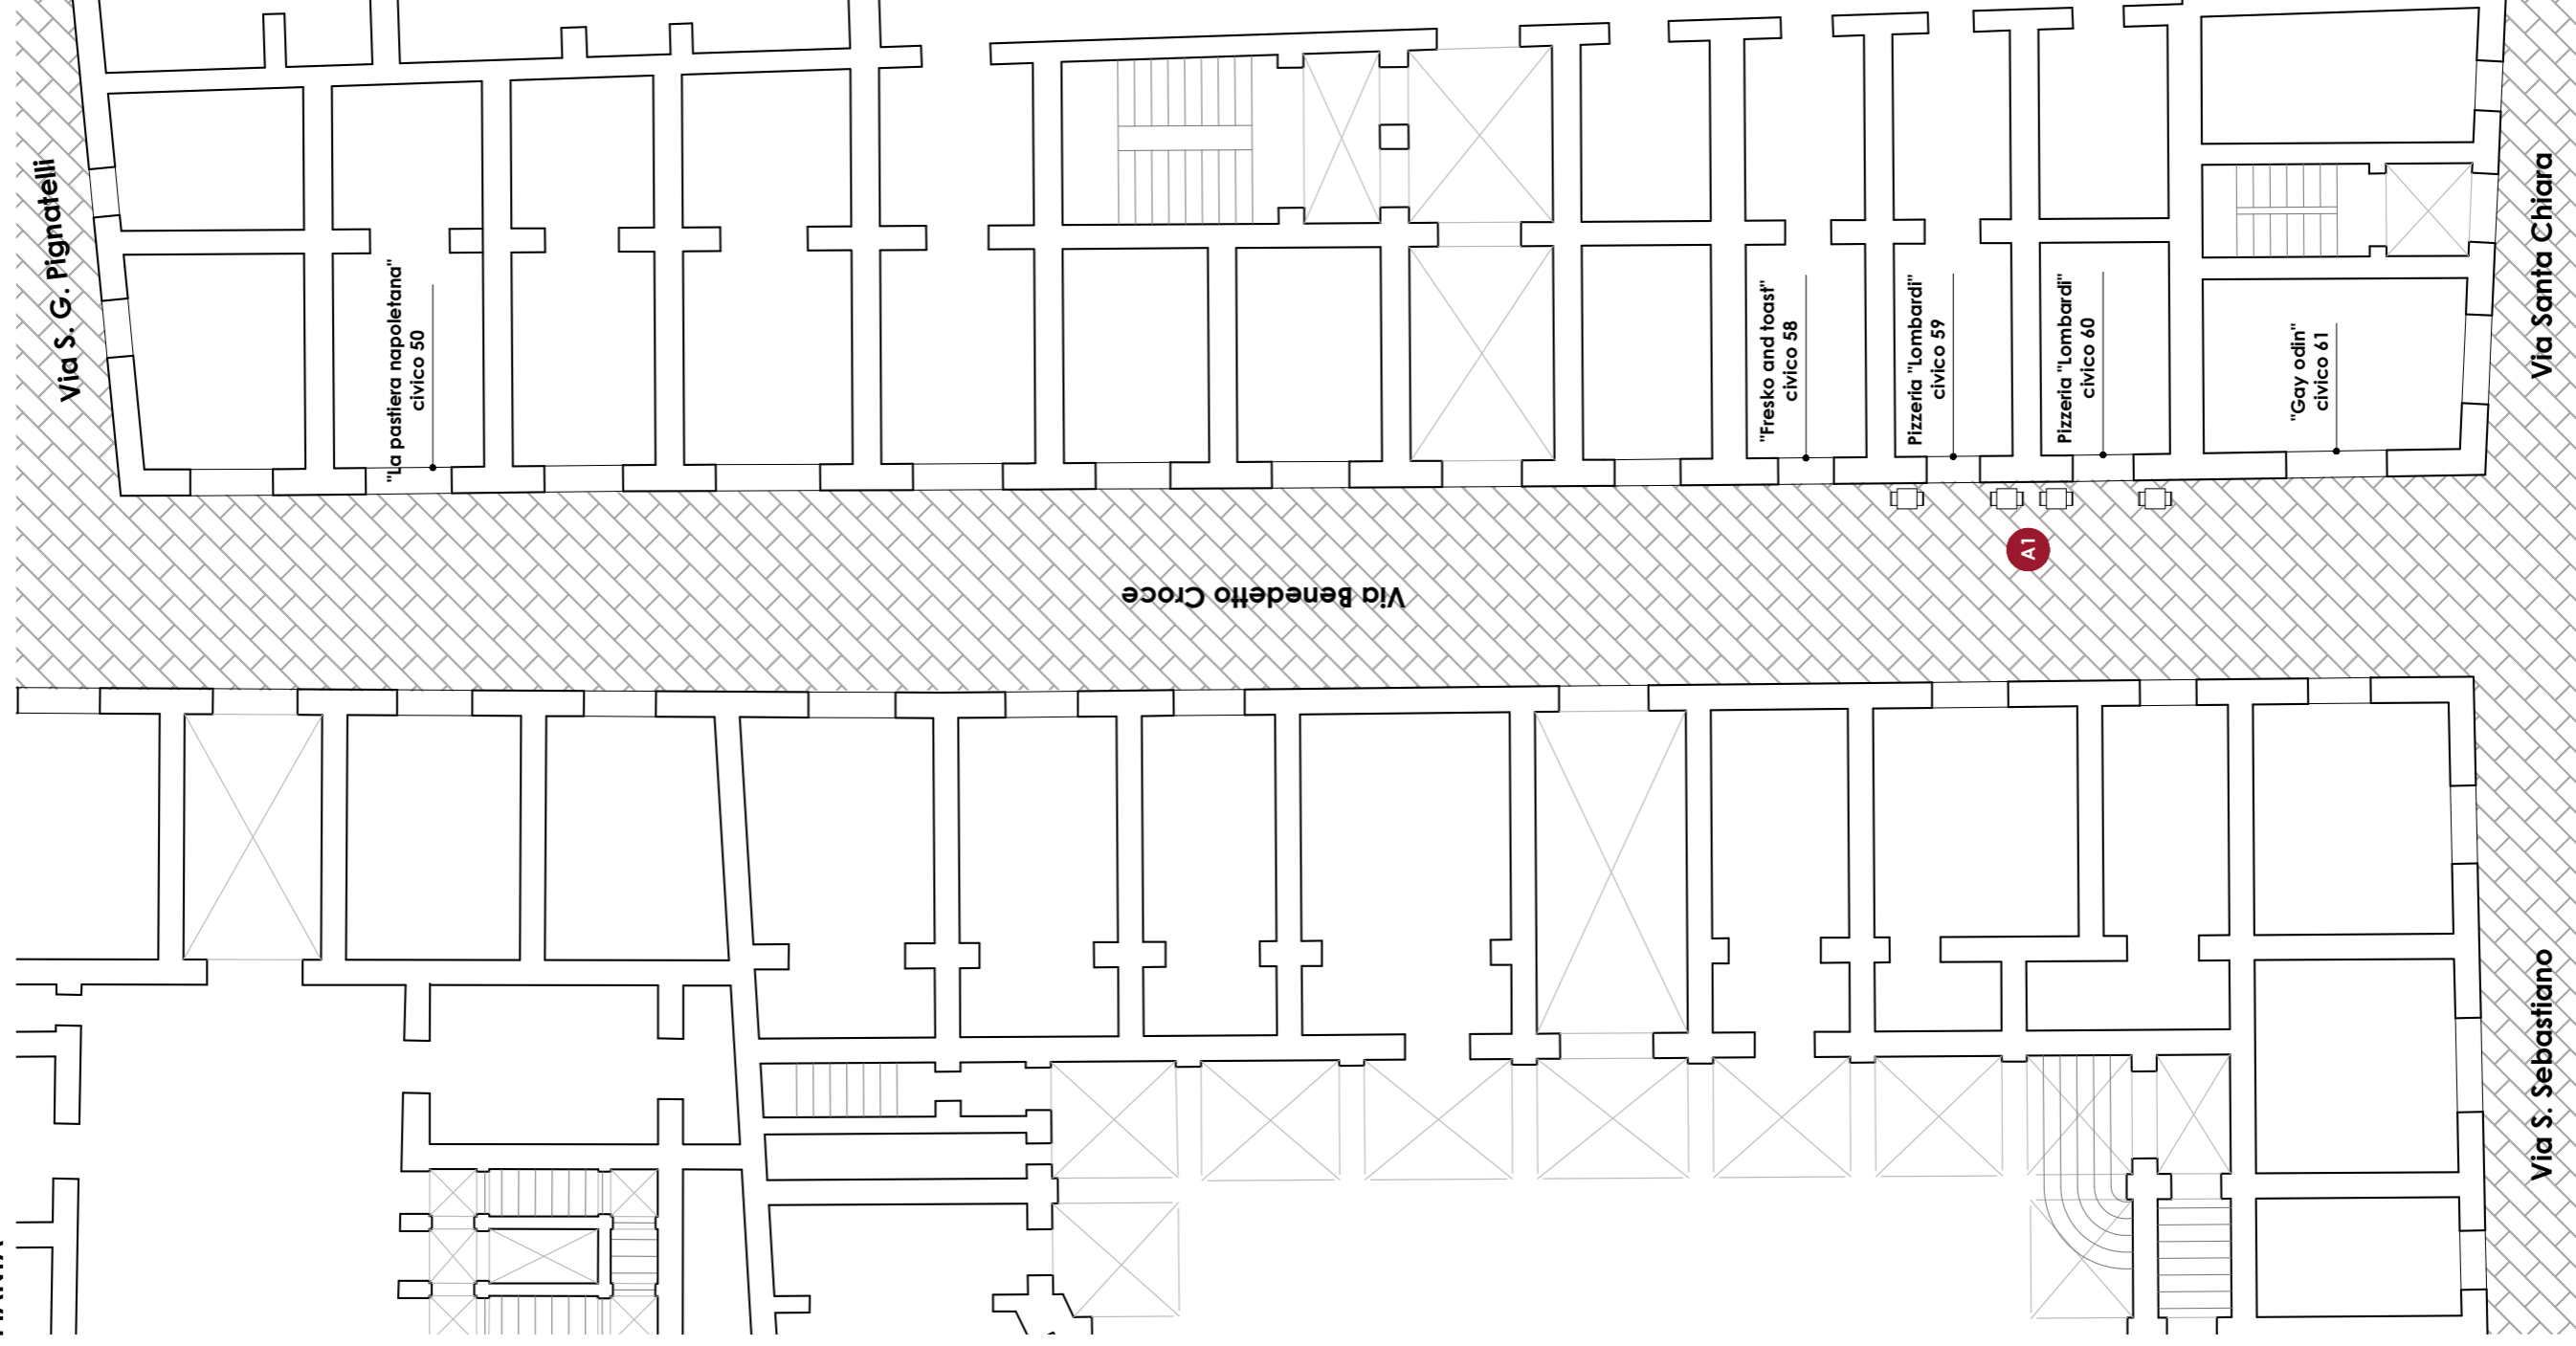 Via S. G. Pignatelli
"La pastiera napoletana"
civico 50
"Fresko and toast"
civico 58
Pizzeria "Lombardi"
civico 59
Pizzeria "Lombardi"
civico 60
"Gay odin"
civico 61
Via Santa Chiara
A1
Via Benedetto Croce
Via S. Sebastiano